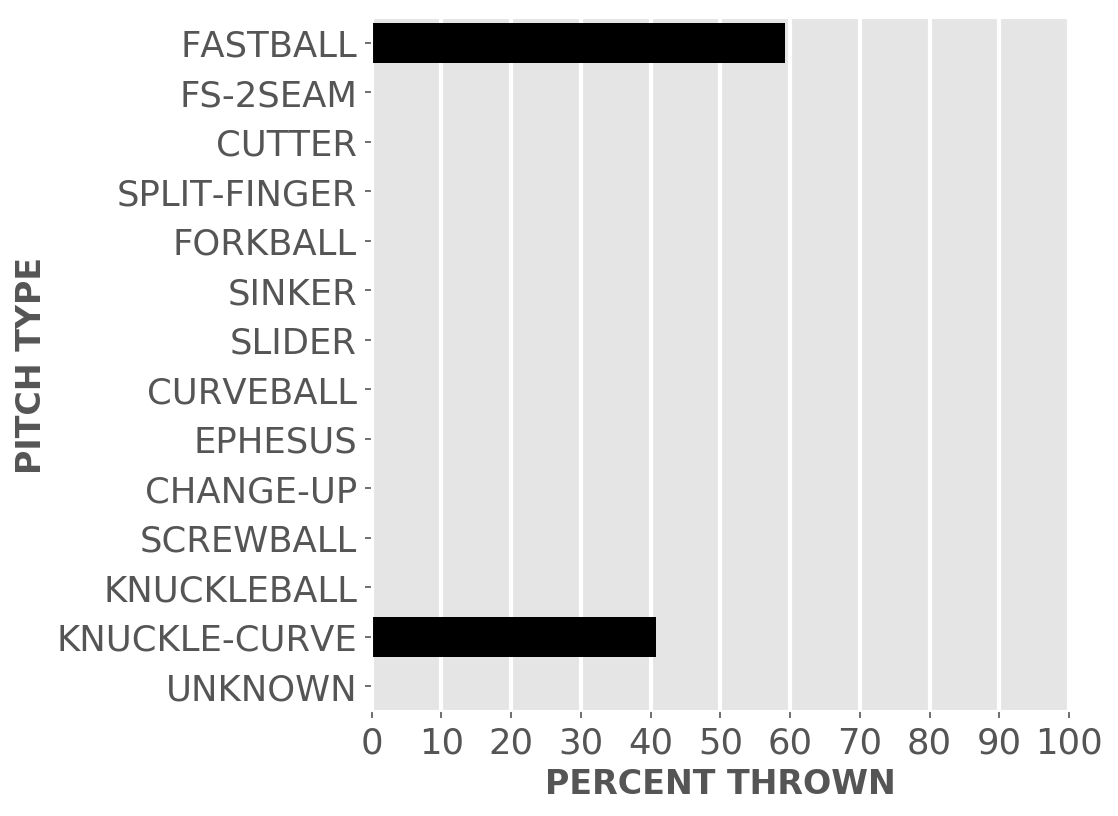 PITCH TYPE
FASTBALL
FS-2SEAM
CUTTER
SPLIT-FINGER
FORKBALL
SINKER
SLIDER
CURVEBALL
EPHESUS
CHANGE-UP
SCREWBALL
KNUCKLEBALL
KNUCKLE-CURVE
UNKNOWN
0 10 20 30 40 50 60 70 80 90 100
PERCENT THROWN